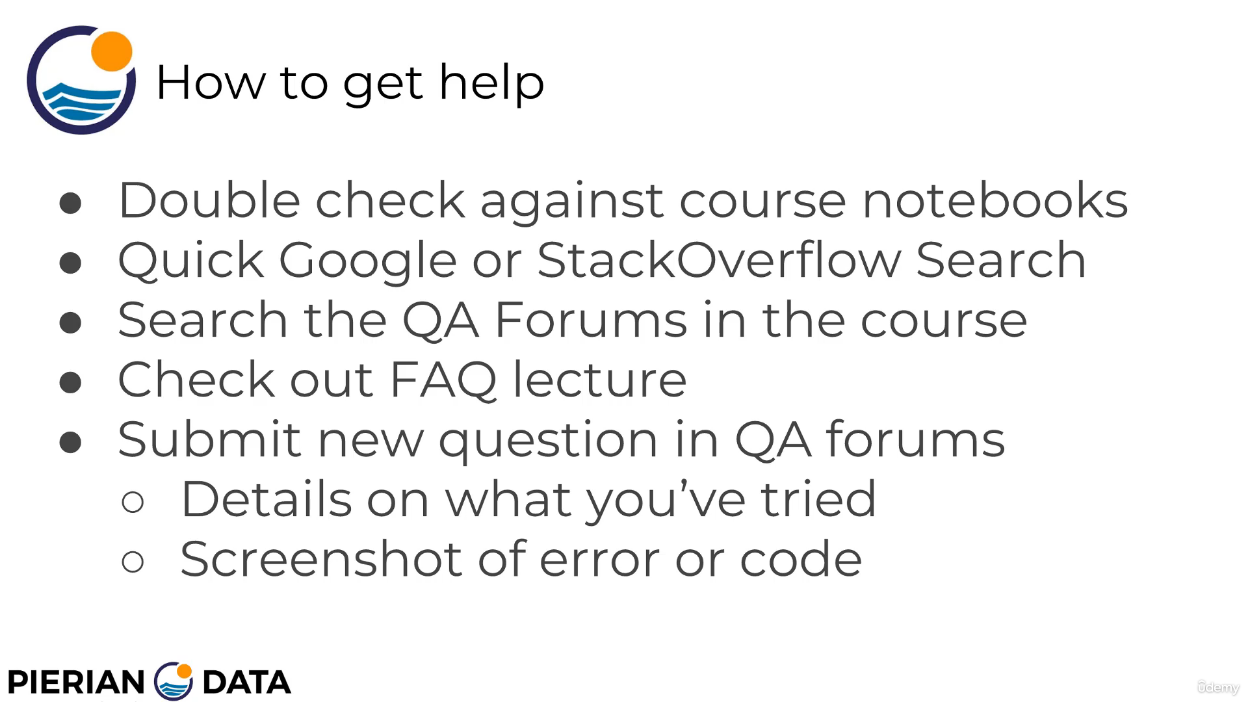 How to get help
● Double check against course notebooks
● Quick Google or StackOverflow Search
● Search the QA Forums in the course
● Check out FAQ lecture
● Submit new question in QA forums
○ Details on what you’ve tried
○ Screenshot of error or code
PIERIAN DATA
ûdemy